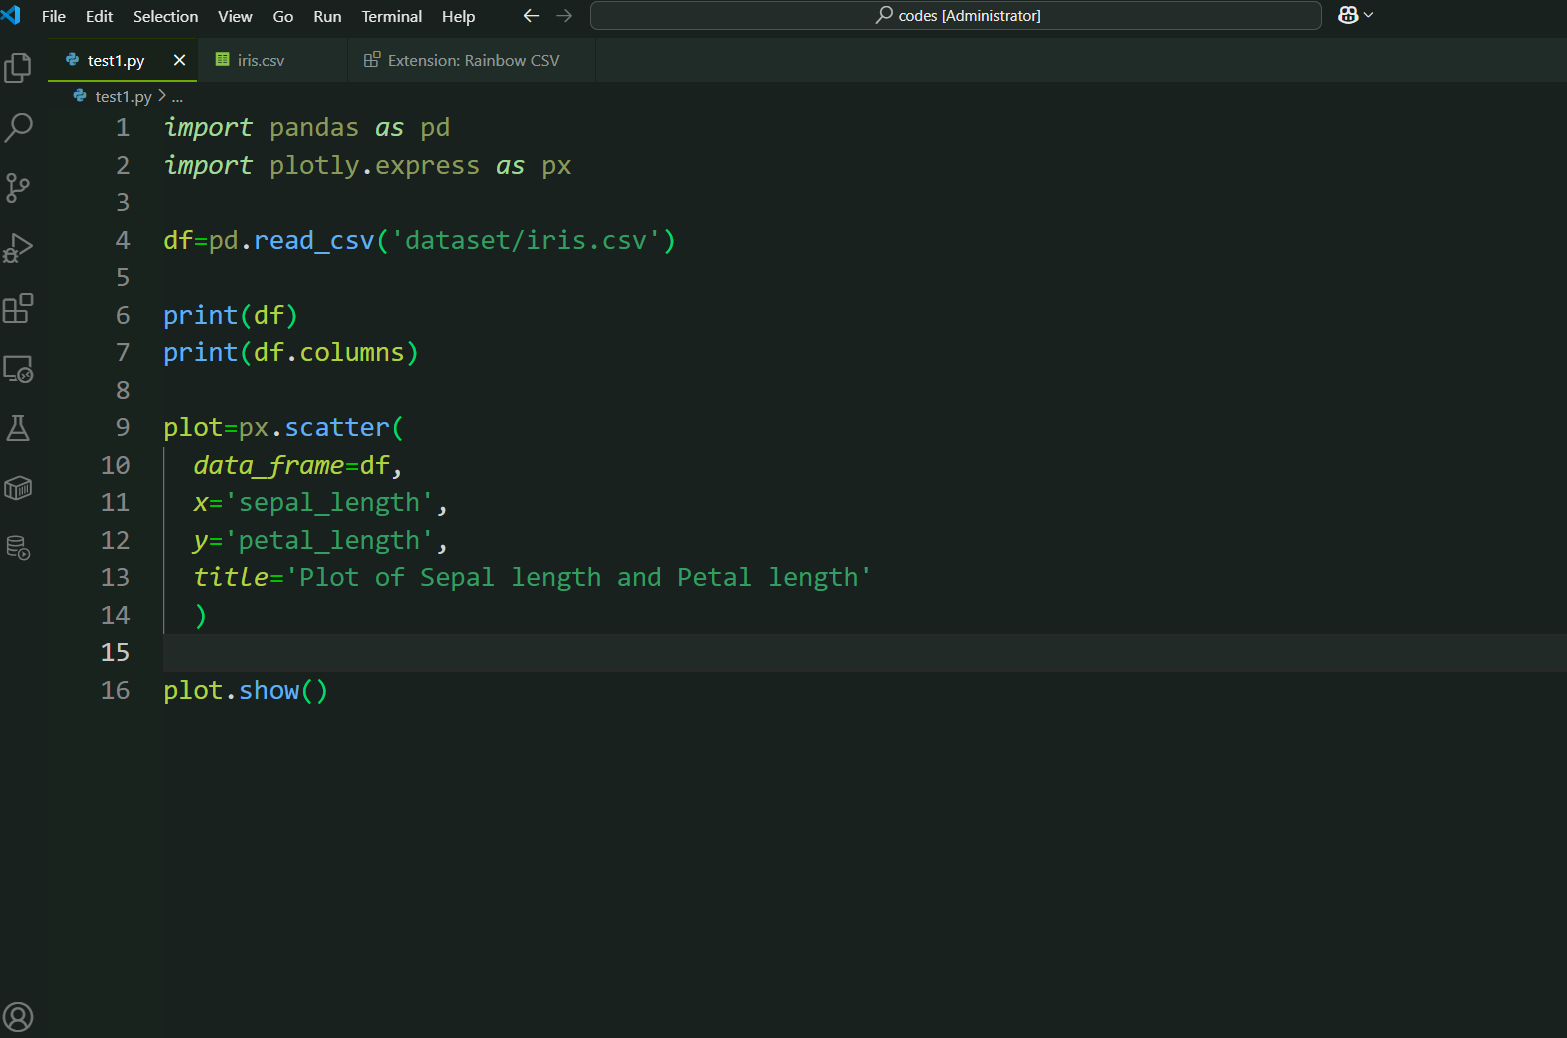 File Edit Selection View Go Run Terminal Help codes [Administrator]
test1.py iris.csv Extension: Rainbow CSV
test1.py > ...
1 import pandas as pd
2 import plotly.express as px
3
4 df=pd.read_csv('dataset/iris.csv')
5
6 print(df)
7 print(df.columns)
8
9 plot=px.scatter(
10   data_frame=df,
11   x='sepal_length',
12   y='petal_length',
13   title='Plot of Sepal length and Petal length'
14   )
15
16 plot.show()